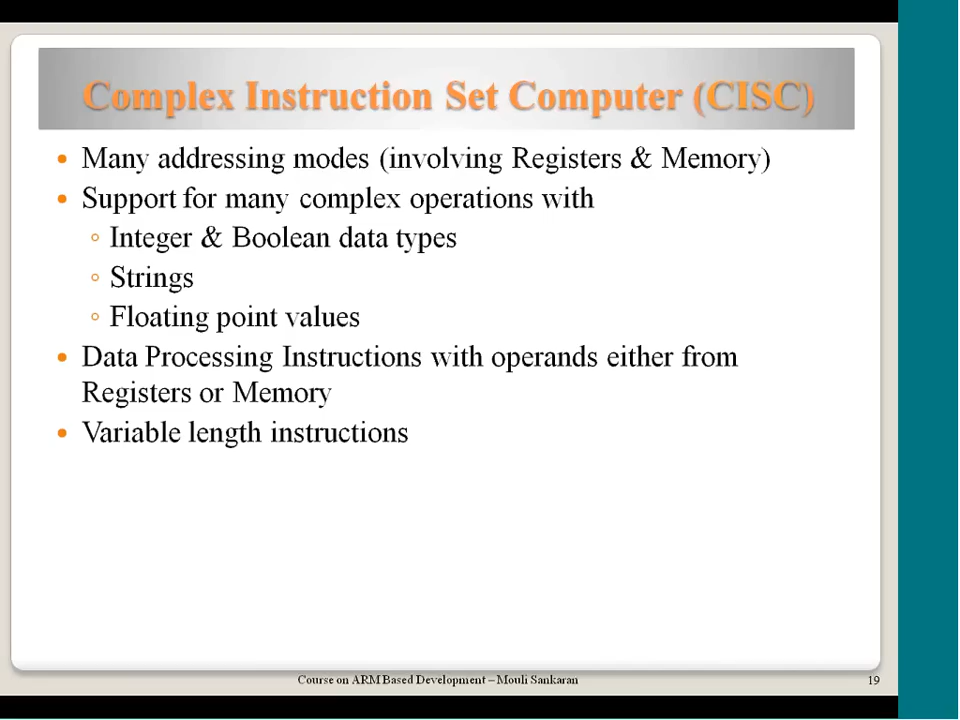 Complex Instruction Set Computer (CISC)
• Many addressing modes (involving Registers & Memory)
• Support for many complex operations with
◦ Integer & Boolean data types
◦ Strings
◦ Floating point values
• Data Processing Instructions with operands either from
Registers or Memory
• Variable length instructions
Course on ARM Based Development – Mouli Sankaran
19